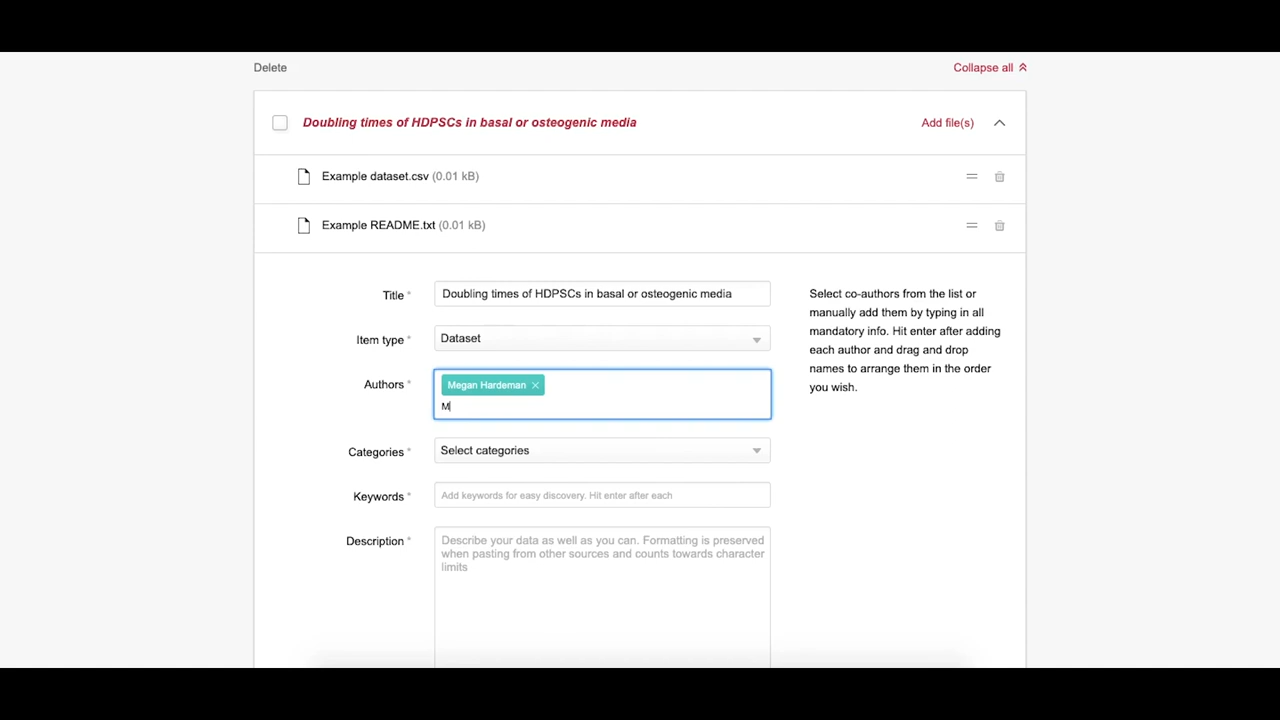 Delete
Collapse all
Doubling times of HDPSCs in basal or osteogenic media
Add file(s)
Example dataset.csv (0.01 kB)
Example README.txt (0.01 kB)
Title *
Doubling times of HDPSCs in basal or osteogenic media
Item type *
Dataset
Authors *
Megan Hardeman
M
Categories *
Select categories
Keywords *
Add keywords for easy discovery. Hit enter after each
Description *
Describe your data as well as you can. Formatting is preserved
when pasting from other sources and counts towards character
limits
Select co-authors from the list or
manually add them by typing in all
mandatory info. Hit enter after adding
each author and drag and drop
names to arrange them in the order
you wish.